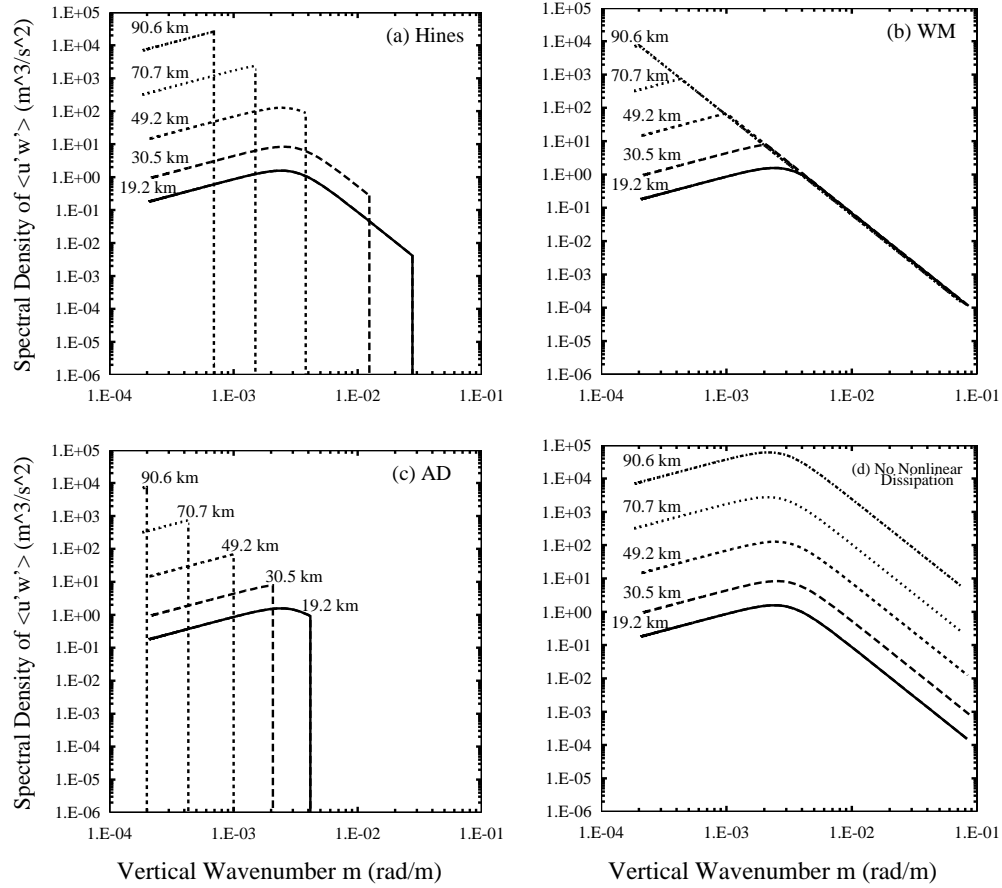 Spectral Density of <u'w'> (m^3/s^2)
1.E+05
1.E+04
1.E+03
1.E+02
1.E+01
1.E+00
1.E-01
1.E-02
1.E-03
1.E-04
1.E-05
1.E-06
(a) Hines
90.6 km
70.7 km
49.2 km
30.5 km
19.2 km
1.E-04
1.E-03
1.E-02
1.E-01
1.E+05
1.E+04
1.E+03
1.E+02
1.E+01
1.E+00
1.E-01
1.E-02
1.E-03
1.E-04
1.E-05
1.E-06
(b) WM
90.6 km
70.7 km
49.2 km
30.5 km
19.2 km
1.E-04
1.E-03
1.E-02
1.E-01
Spectral Density of <u'w'> (m^3/s^2)
1.E+05
1.E+04
1.E+03
1.E+02
1.E+01
1.E+00
1.E-01
1.E-02
1.E-03
1.E-04
1.E-05
1.E-06
(c) AD
90.6 km
70.7 km
49.2 km
30.5 km
19.2 km
1.E-04
1.E-03
1.E-02
1.E-01
Vertical Wavenumber m (rad/m)
1.E+05
1.E+04
1.E+03
1.E+02
1.E+01
1.E+00
1.E-01
1.E-02
1.E-03
1.E-04
1.E-05
1.E-06
(d) No Nonlinear
Dissipation
90.6 km
70.7 km
49.2 km
30.5 km
19.2 km
1.E-04
1.E-03
1.E-02
1.E-01
Vertical Wavenumber m (rad/m)